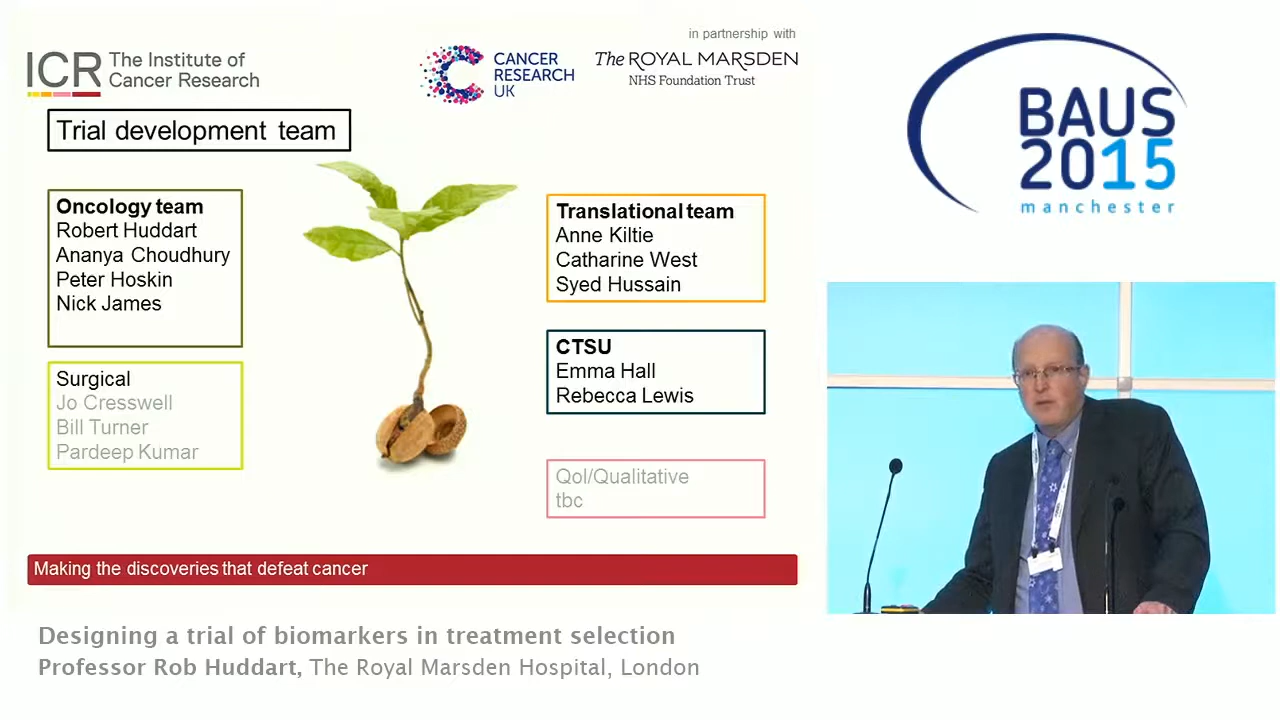 in partnership with
ICR The Institute of
Cancer Research
CANCER
RESEARCH
UK
The ROYAL MARSDEN
NHS Foundation Trust
Trial development team
Oncology team
Robert Huddart
Ananya Choudhury
Peter Hoskin
Nick James
Surgical
Jo Cresswell
Bill Turner
Pardeep Kumar
Translational team
Anne Kiltie
Catharine West
Syed Hussain
CTSU
Emma Hall
Rebecca Lewis
Qol/Qualitative
tbc
Making the discoveries that defeat cancer
BAUS
2015
manchester
Designing a trial of biomarkers in treatment selection
Professor Rob Huddart, The Royal Marsden Hospital, London